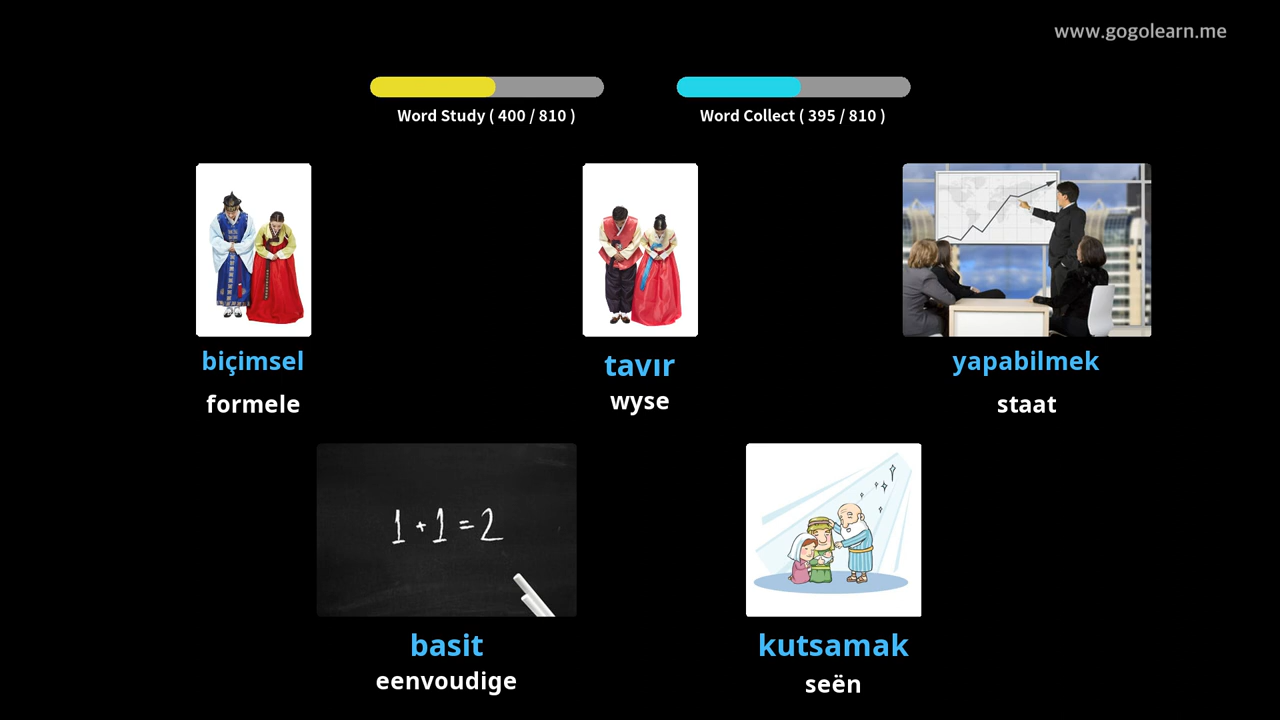 www.gogolearn.me
Word Study ( 400 / 810 )
Word Collect ( 395 / 810 )
biçimsel
formele
tavır
wyse
yapabilmek
staat
1 + 1 = 2
basit
eenvoudige
kutsamak
seën